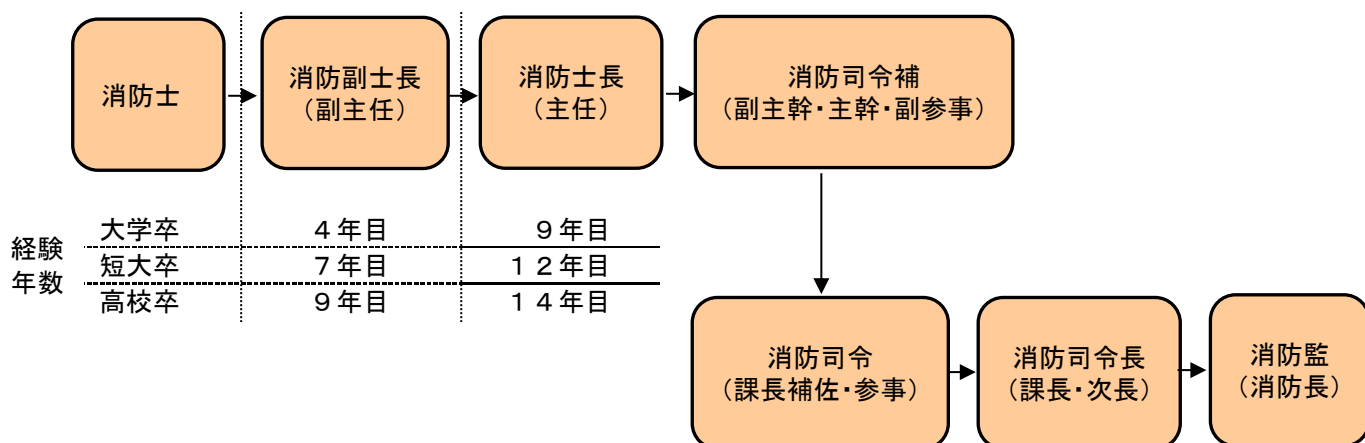 消防士
消防副士長
(副主任)
消防士長
(主任)
消防司令補
(副主幹・主幹・副参事)
経験
年数
大学卒 4年目 9年目
短大卒 7年目 12年目
高校卒 9年目 14年目
消防司令
(課長補佐・参事)
消防司令長
(課長・次長)
消防監
(消防長)